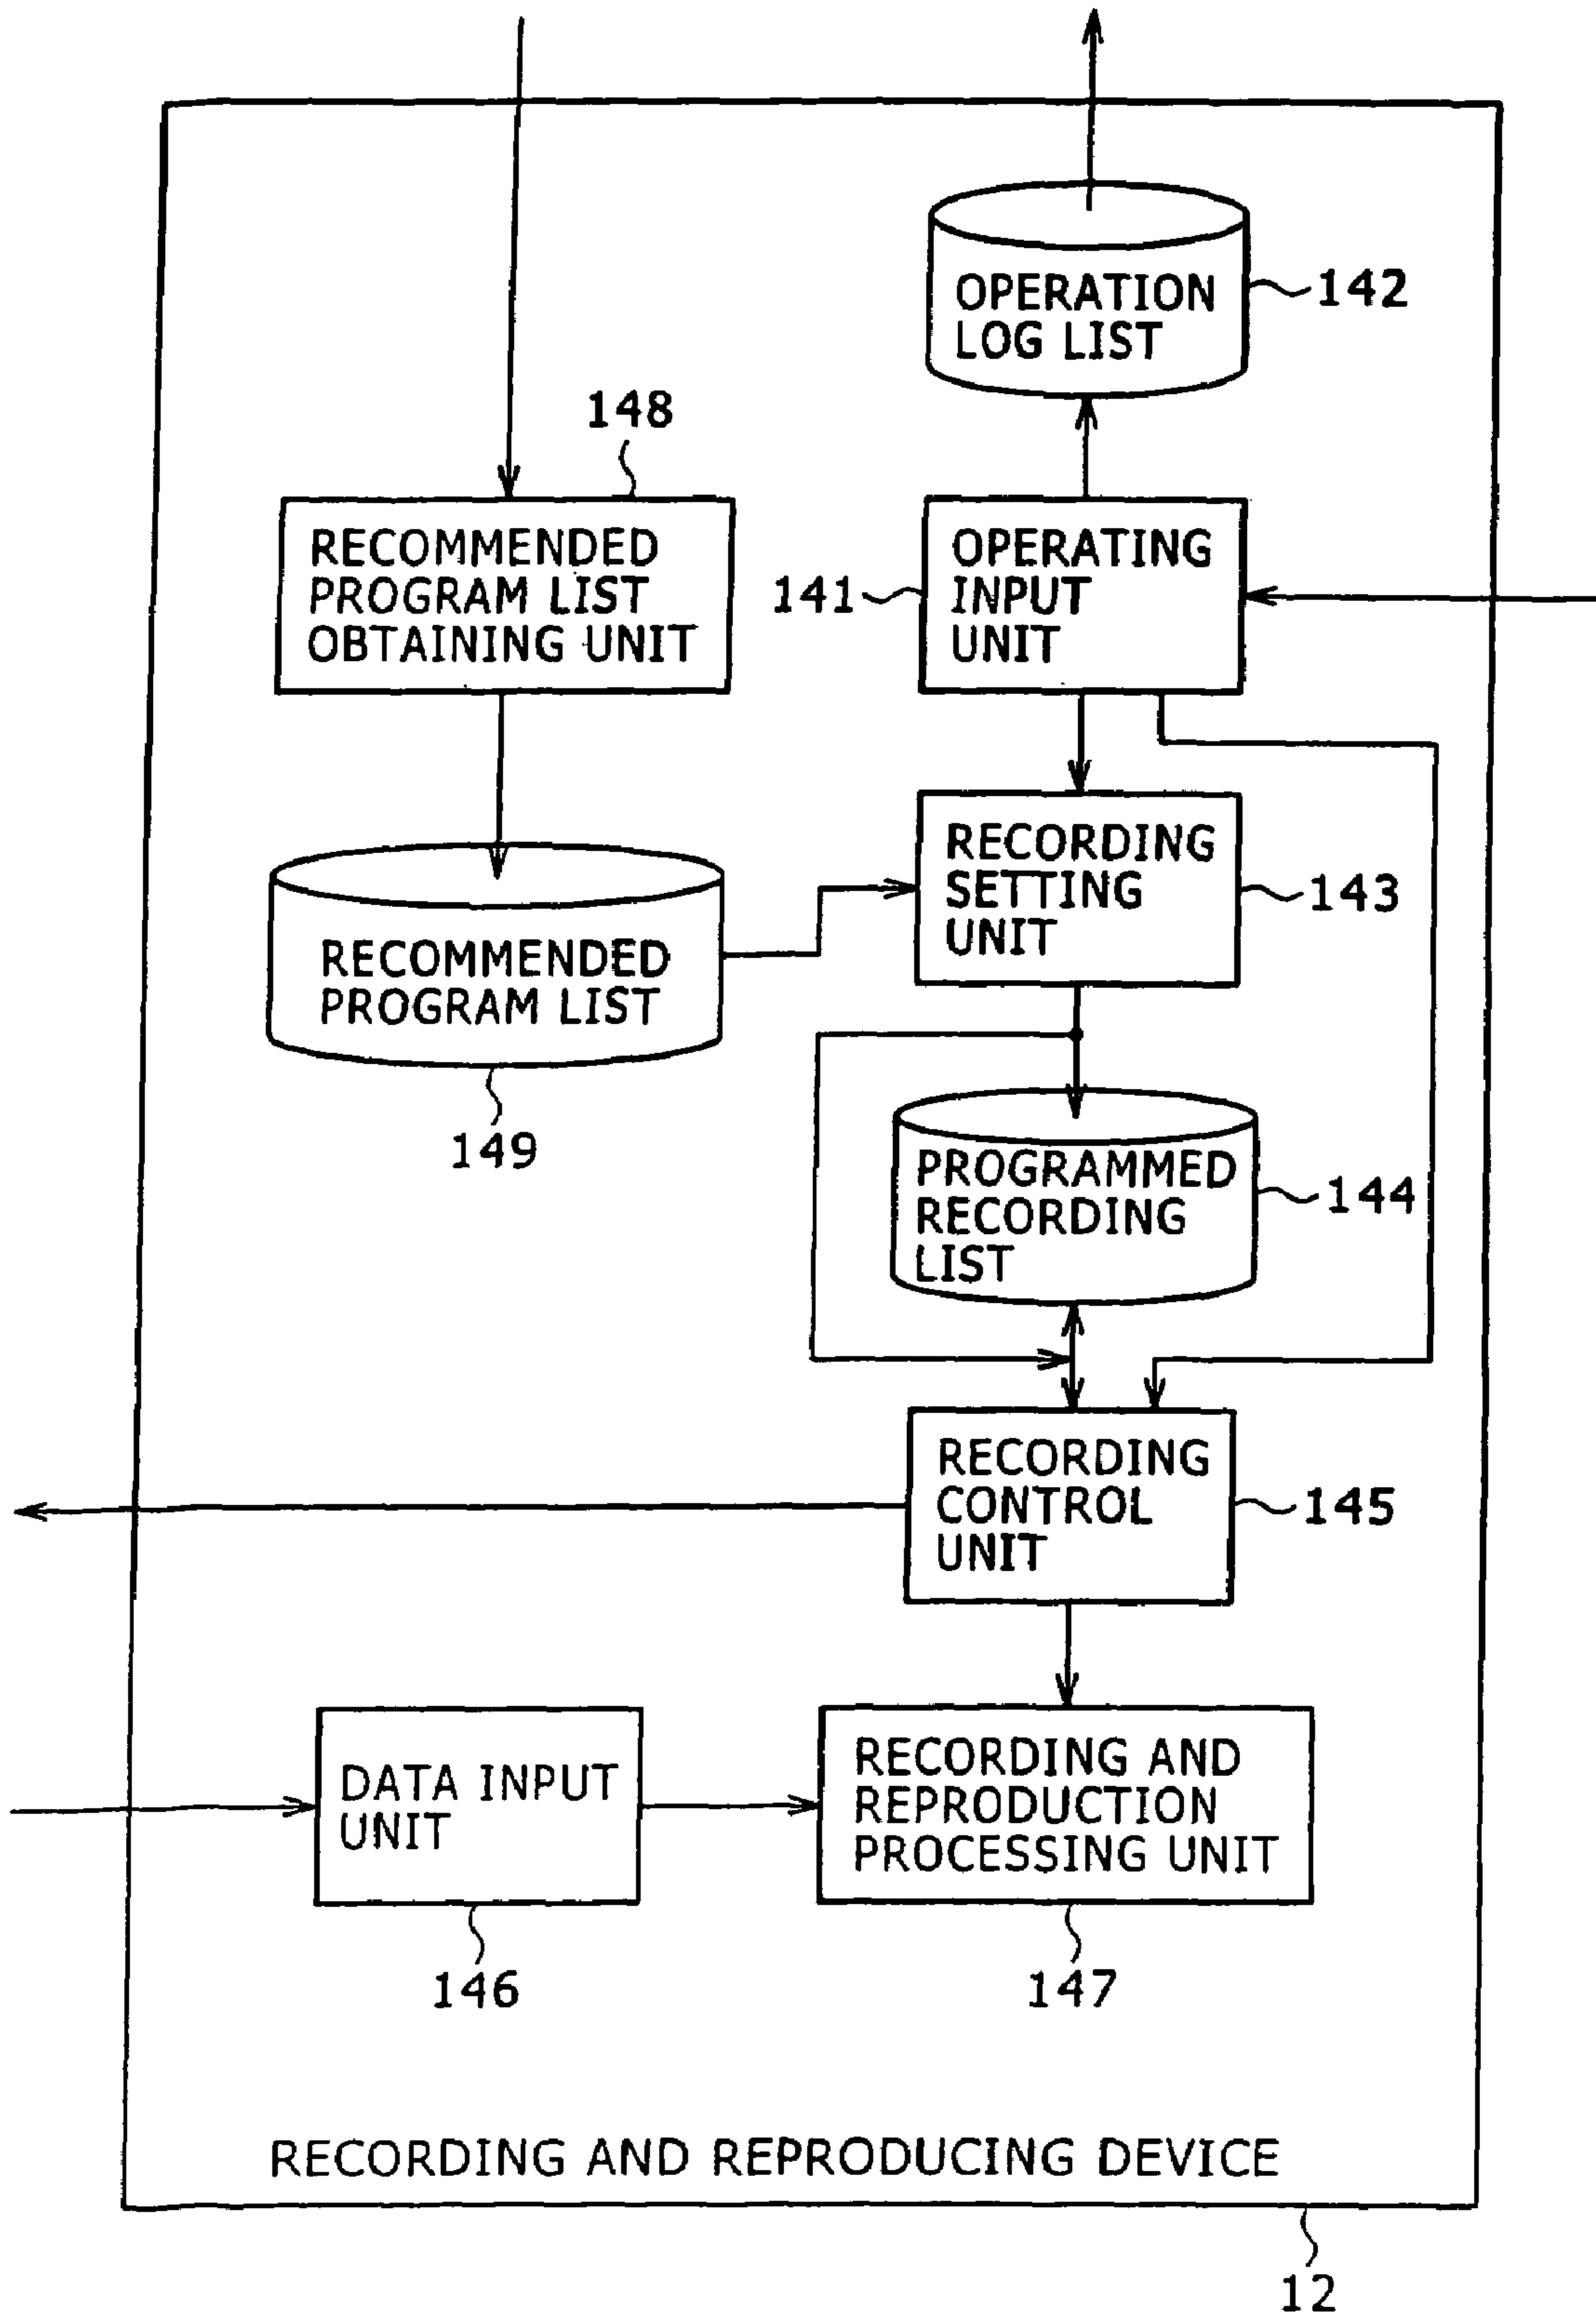 OPERATION
LOG LIST
142
148
RECOMMENDED
PROGRAM LIST
OBTAINING UNIT
141
OPERATING
INPUT
UNIT
RECORDING
SETTING
UNIT
143
RECOMMENDED
PROGRAM LIST
149
PROGRAMMED
RECORDING
LIST
144
RECORDING
CONTROL
UNIT
145
DATA INPUT
UNIT
146
RECORDING AND
REPRODUCTION
PROCESSING UNIT
147
RECORDING AND REPRODUCING DEVICE
12